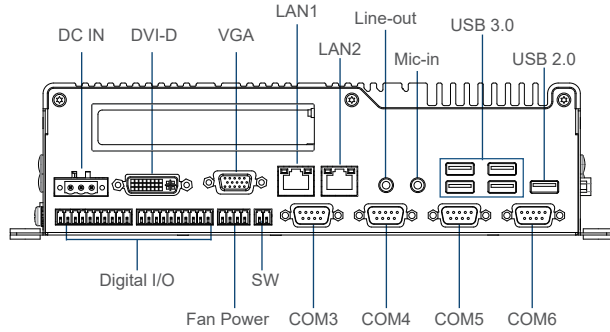 LAN1
Line-out
USB 3.0
DC IN
DVI-D
VGA
LAN2
Mic-in
USB 2.0
Digital I/O
SW
Fan Power
COM3
COM4
COM5
COM6